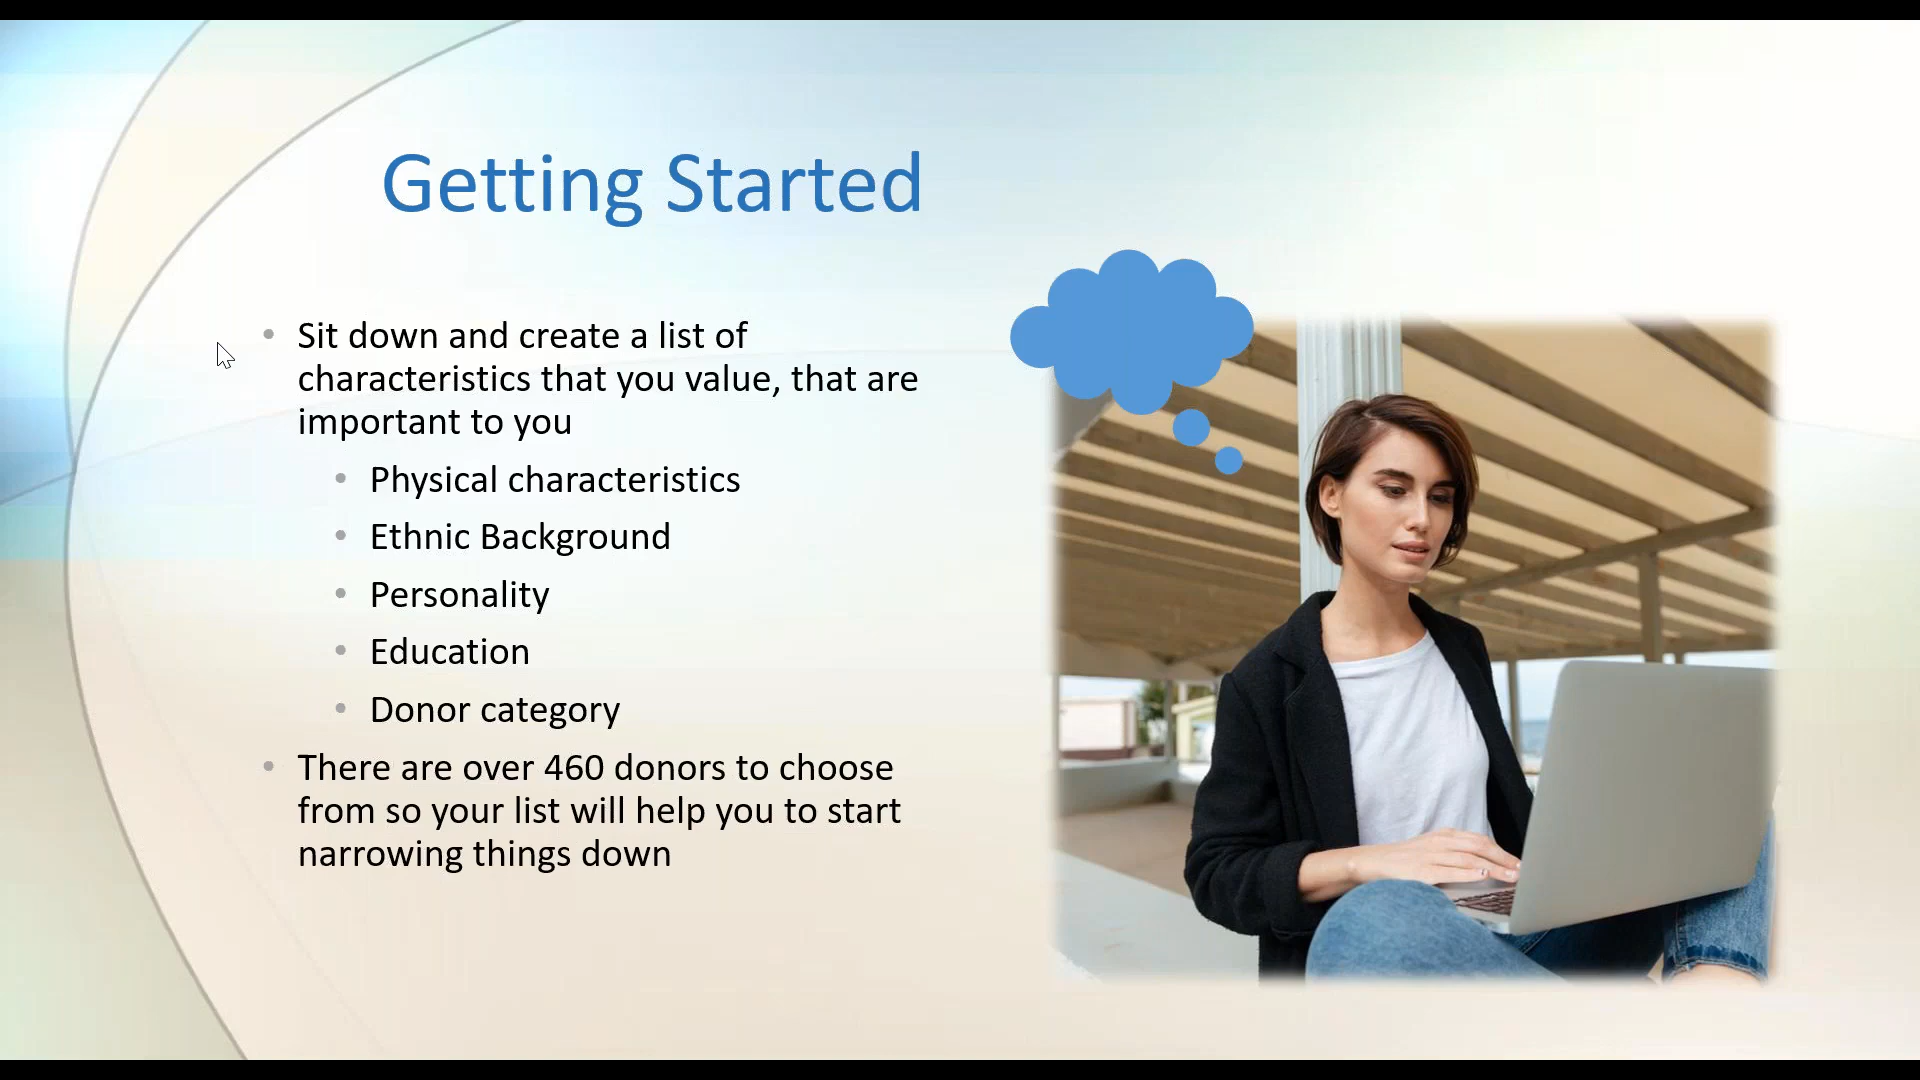 Getting Started
Sit down and create a list of
characteristics that you value, that are
important to you
Physical characteristics
Ethnic Background
Personality
Education
Donor category
There are over 460 donors to choose
from so your list will help you to start
narrowing things down